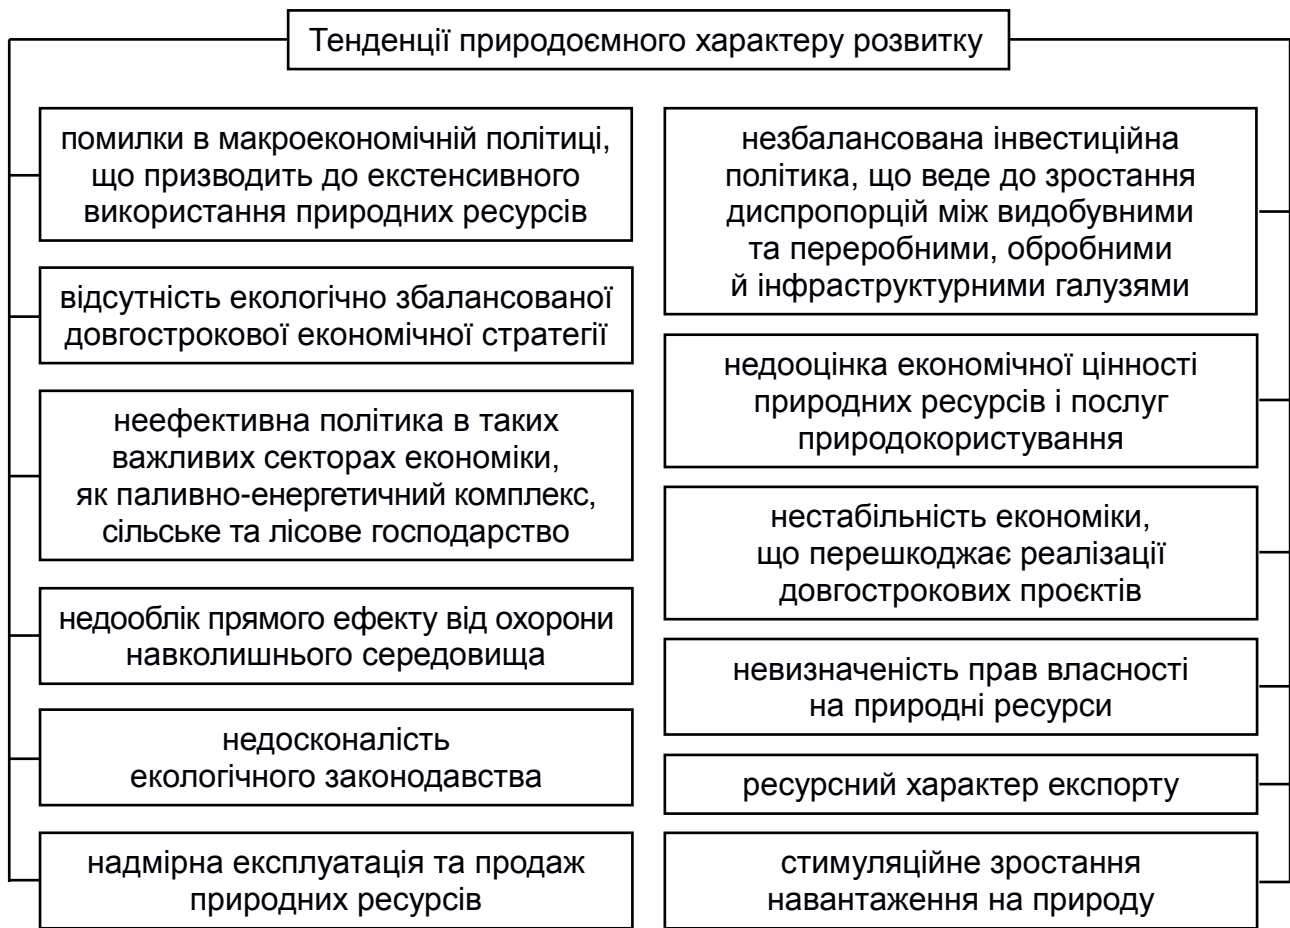 Тенденції природоємного характеру розвитку
помилки в макроекономічній політиці,
що призводить до екстенсивного
використання природних ресурсів
відсутність екологічно збалансованої
довгострокової економічної стратегії
неефективна політика в таких
важливих секторах економіки,
як паливно-енергетичний комплекс,
сільське та лісове господарство
недооблік прямого ефекту від охорони
навколишнього середовища
недосконалість
екологічного законодавства
надмірна експлуатація та продаж
природних ресурсів
незбалансована інвестиційна
політика, що веде до зростання
диспропорцій між видобувними
та переробними, обробними
й інфраструктурними галузями
недооцінка економічної цінності
природних ресурсів і послуг
природокористування
нестабільність економіки,
що перешкоджає реалізації
довгострокових проєктів
невизначеність прав власності
на природні ресурси
ресурсний характер експорту
стимуляційне зростання
навантаження на природу